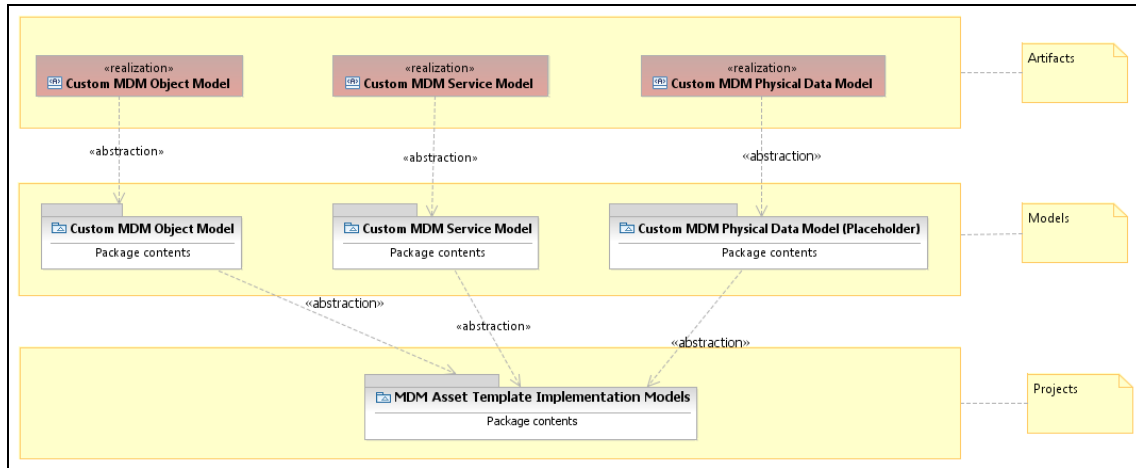 «realization»
Custom MDM Object Model
«realization»
Custom MDM Service Model
«realization»
Custom MDM Physical Data Model
Artifacts
«abstraction»
«abstraction»
«abstraction»
Custom MDM Object Model
Package contents
Custom MDM Service Model
Package contents
Custom MDM Physical Data Model (Placeholder)
Package contents
Models
«abstraction»
«abstraction»
«abstraction»
MDM Asset Template Implementation Models
Package contents
Projects